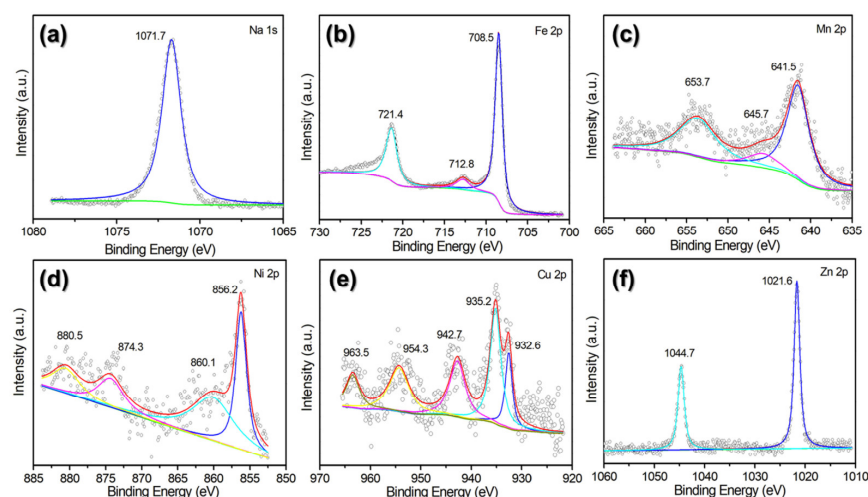 (a)
Na 1s
1071.7
Intensity (a.u.)
1080 1075 1070 1065
Binding Energy (eV)
(b)
Fe 2p
708.5
721.4
712.8
Intensity (a.u.)
730 725 720 715 710 705 700
Binding Energy (eV)
(c)
Mn 2p
641.5
653.7
645.7
Intensity (a.u.)
665 660 655 650 645 640 635
Binding Energy (eV)
(d)
Ni 2p
856.2
880.5
874.3
860.1
Intensity (a.u.)
885 880 875 870 865 860 855 850
Binding Energy (eV)
(e)
Cu 2p
935.2
942.7
932.6
963.5
954.3
Intensity (a.u.)
970 960 950 940 930 920
Binding Energy (eV)
(f)
Zn 2p
1021.6
1044.7
Intensity (a.u.)
1060 1050 1040 1030 1020 1010
Binding Energy (eV)